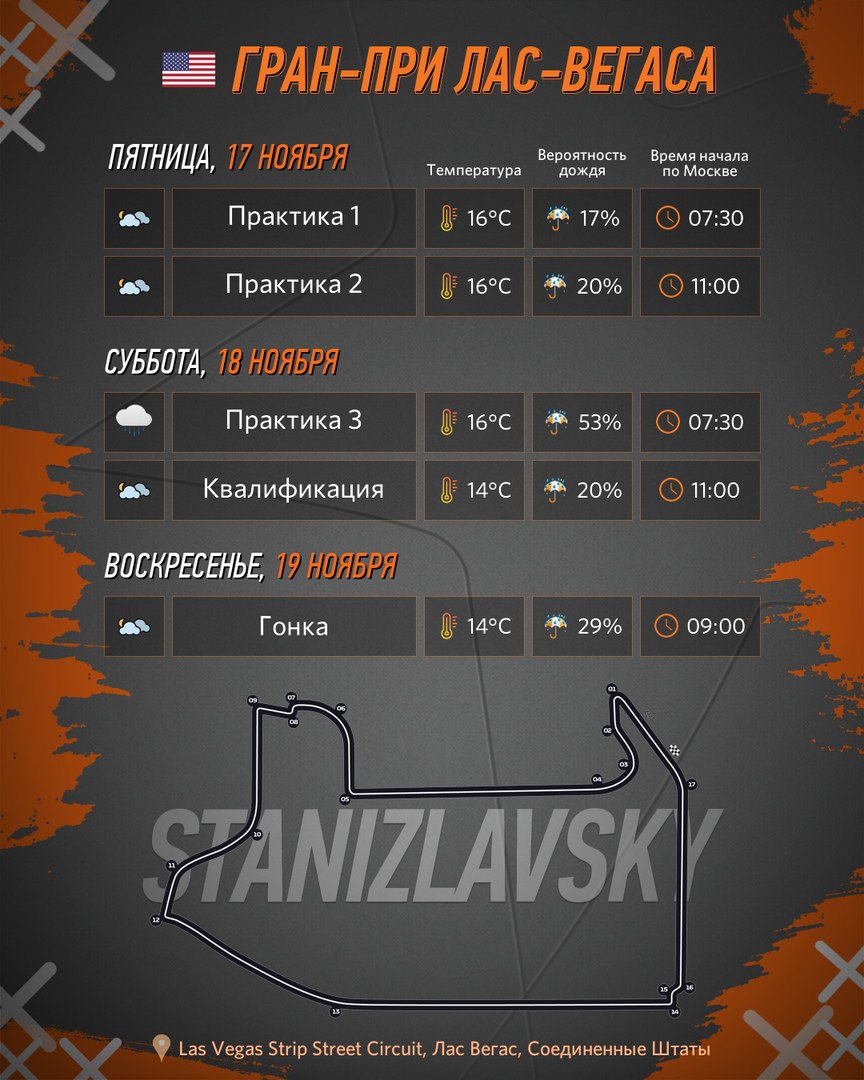 ГРАН-ПРИ ЛАС-ВЕГАСА
ПЯТНИЦА, 17 НОЯБРЯ
Температура
Вероятность
дождя
Время начала
по Москве
Практика 1 16°C 17% 07:30
Практика 2 16°C 20% 11:00
СУББОТА, 18 НОЯБРЯ
Практика 3 16°C 53% 07:30
Квалификация 14°C 20% 11:00
ВОСКРЕСЕНЬЕ, 19 НОЯБРЯ
Гонка 14°C 29% 09:00
01
09 07
06
08
02
03
04
05
17
STANIZLAVSKY
10
11
12
15 16
13
14
Las Vegas Strip Street Circuit, Лас Вегас, Соединенные Штаты